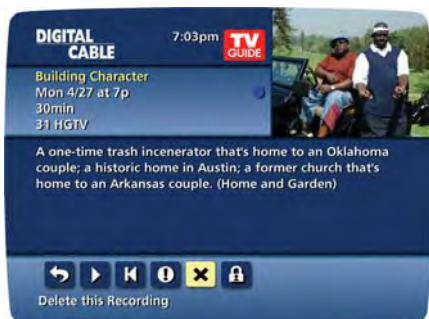 DIGITAL
CABLE
7:03pm
TV
GUIDE
Building Character
Mon 4/27 at 7p
30min
31 HGTV
A one-time trash incenerator that's home to an Oklahoma
couple; a historic home in Austin; a former church that's
home to an Arkansas couple. (Home and Garden)
Delete this Recording